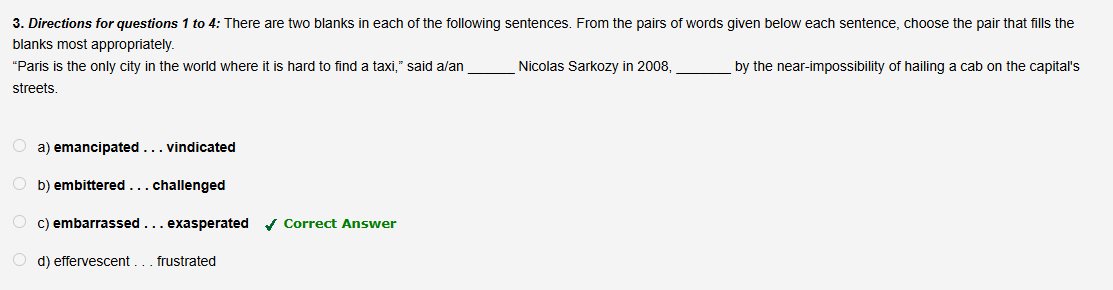 3. Directions for questions 1 to 4: There are two blanks in each of the following sentences. From the pairs of words given below each sentence, choose the pair that fills the
blanks most appropriately.
“Paris is the only city in the world where it is hard to find a taxi,” said a/an ______ Nicolas Sarkozy in 2008, _______ by the near-impossibility of hailing a cab on the capital's
streets.
a) emancipated . . . vindicated
b) embittered . . . challenged
c) embarrassed . . . exasperated ✓ Correct Answer
d) effervescent . . . frustrated